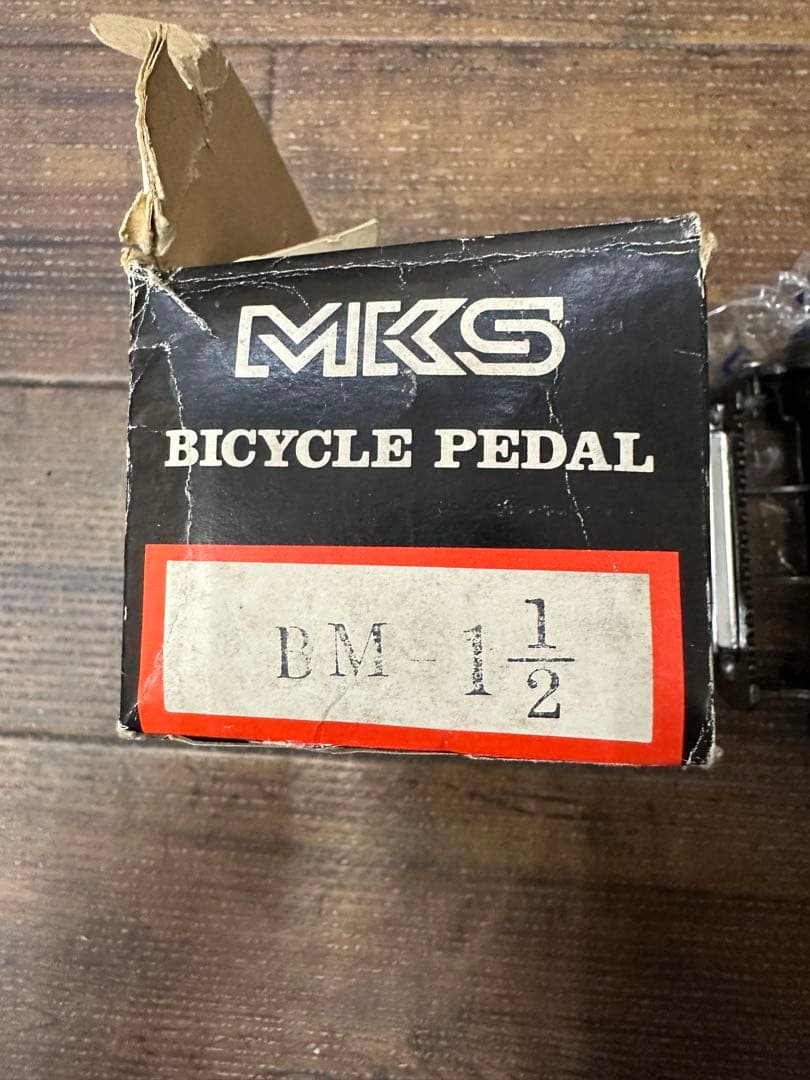 MKS
BICYCLE PEDAL
BM-1 1/2